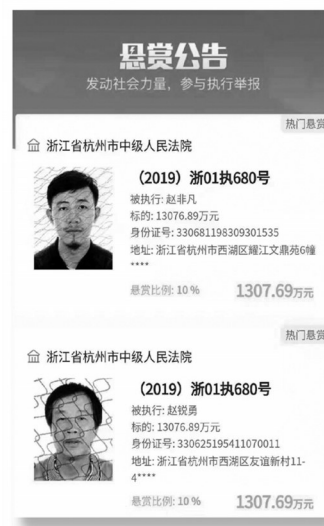 悬赏公告
发动社会力量，参与执行举报
热门悬赏
浙江省杭州市中级人民法院
（2019）浙01执680号
被执行: 赵非凡
标的: 13076.89万元
身份证号: 330681198309301535
地址: 浙江省杭州市西湖区耀江文鼎苑6幢
****
悬赏比例: 10 %
1307.69万元
热门悬赏
浙江省杭州市中级人民法院
（2019）浙01执680号
被执行: 赵锐勇
标的: 13076.89万元
身份证号: 330625195411070011
地址: 浙江省杭州市西湖区友谊新村11-
4****
悬赏比例: 10 %
1307.69万元